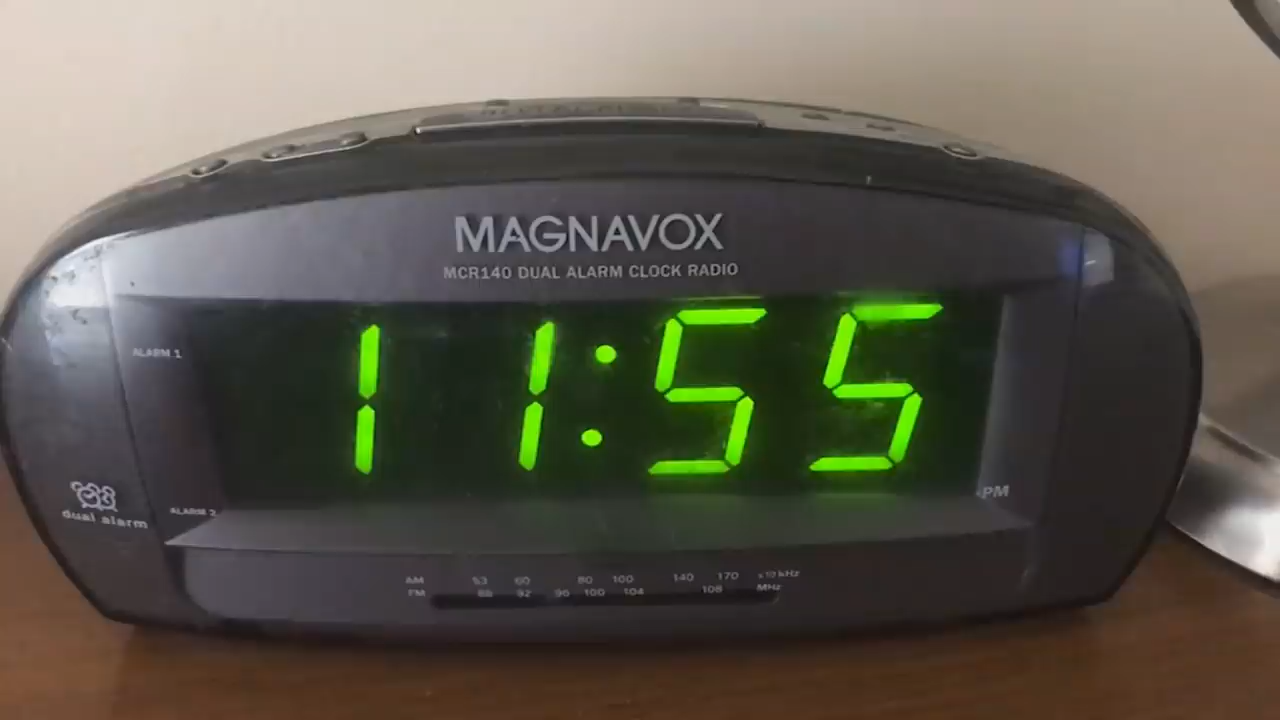 MAGNAVOX
MCR140 DUAL ALARM CLOCK RADIO
ALARM 1
11:55
PM
dual alarm
ALARM 2
AM 53 60 80 100 140 170 x10 kHz
FM 88 92 96 100 104 108 MHz